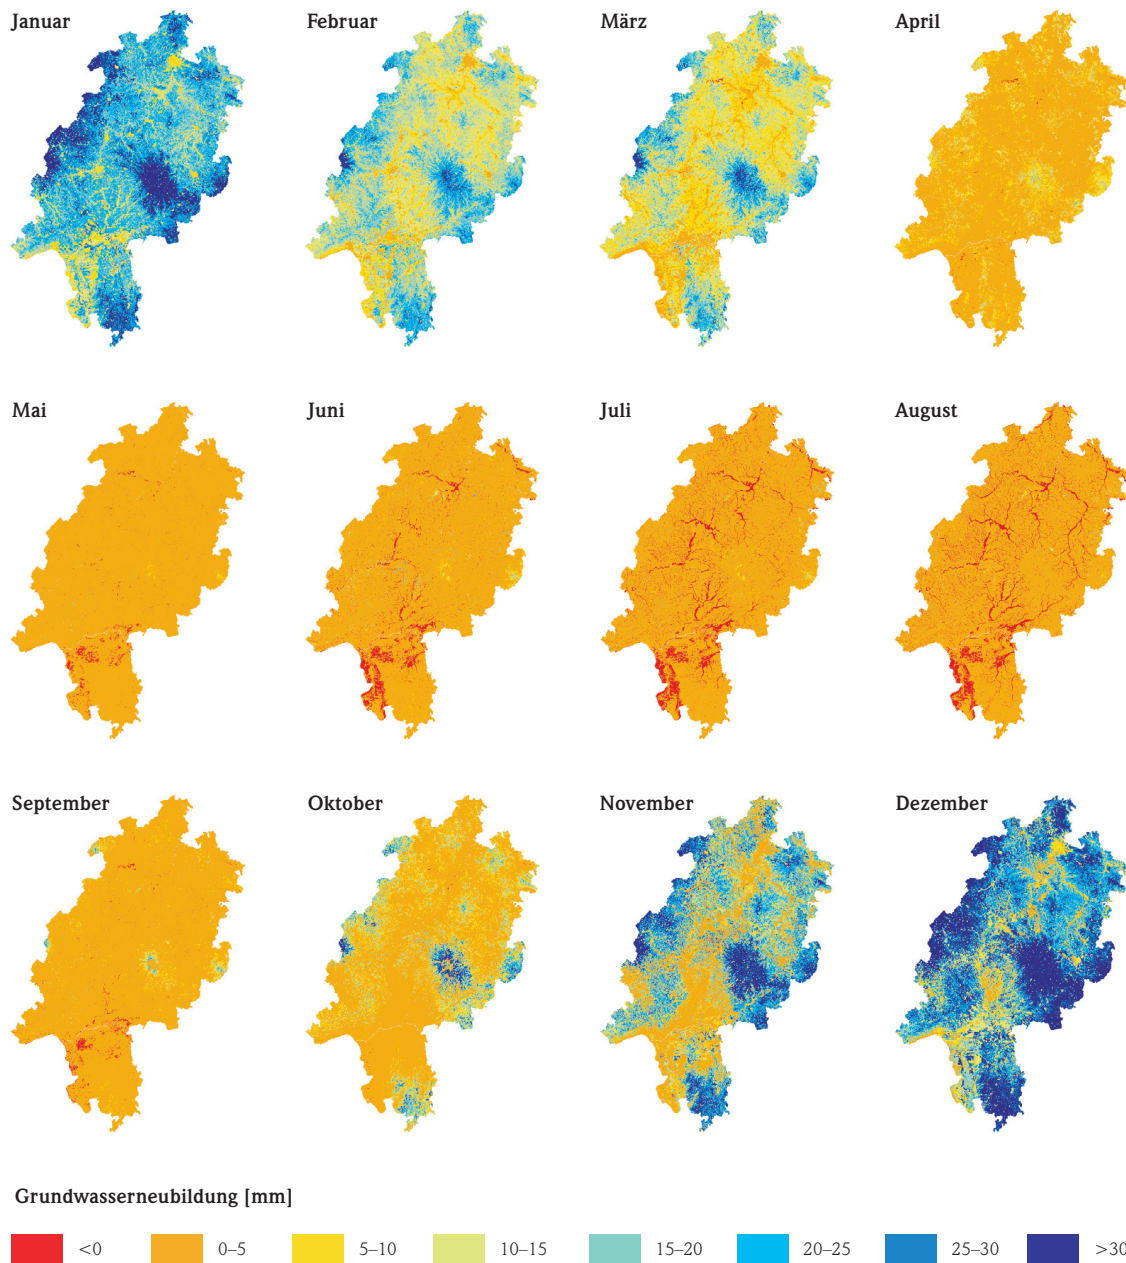 Januar
Februar
März
April
Mai
Juni
Juli
August
September
Oktober
November
Dezember
Grundwasserneubildung [mm]
<0
0–5
5–10
10–15
15–20
20–25
25–30
>30